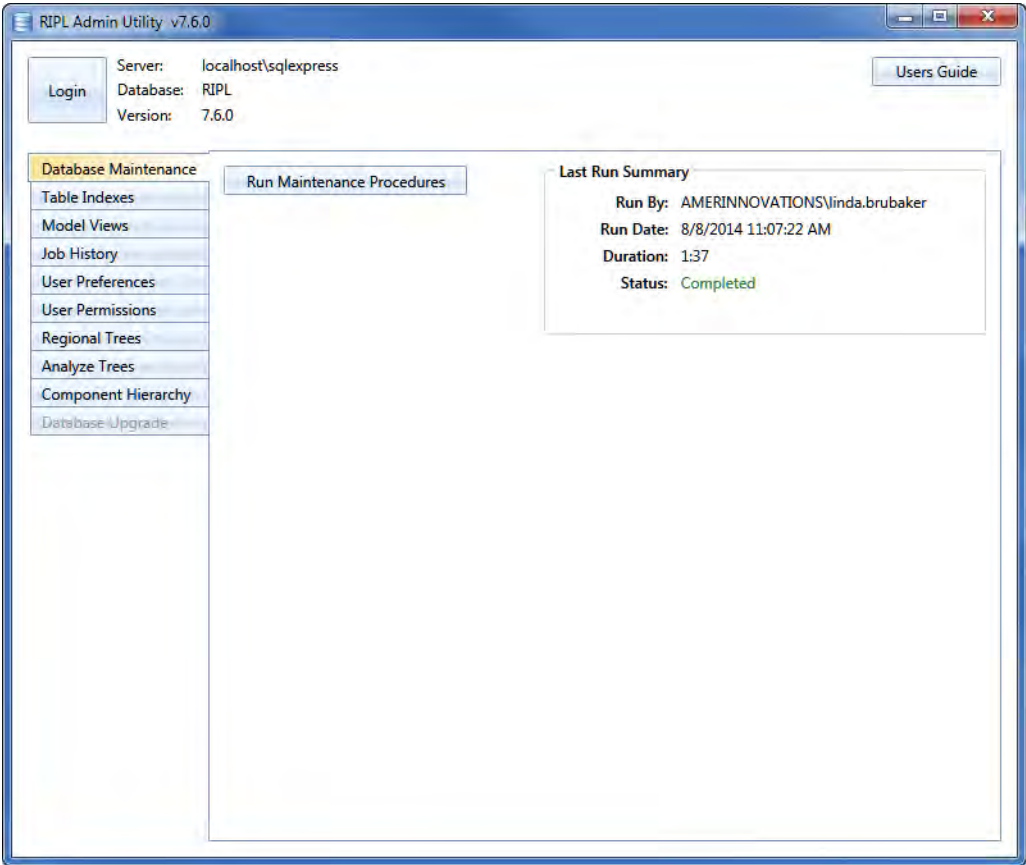 RIPL Admin Utility v7.6.0
Login
Server: localhost\sqlexpress
Database: RIPL
Version: 7.6.0
Users Guide
Database Maintenance
Table Indexes
Model Views
Job History
User Preferences
User Permissions
Regional Trees
Analyze Trees
Component Hierarchy
Database Upgrade
Run Maintenance Procedures
Last Run Summary
Run By: AMERINNOVATIONS\linda.brubaker
Run Date: 8/8/2014 11:07:22 AM
Duration: 1:37
Status: Completed